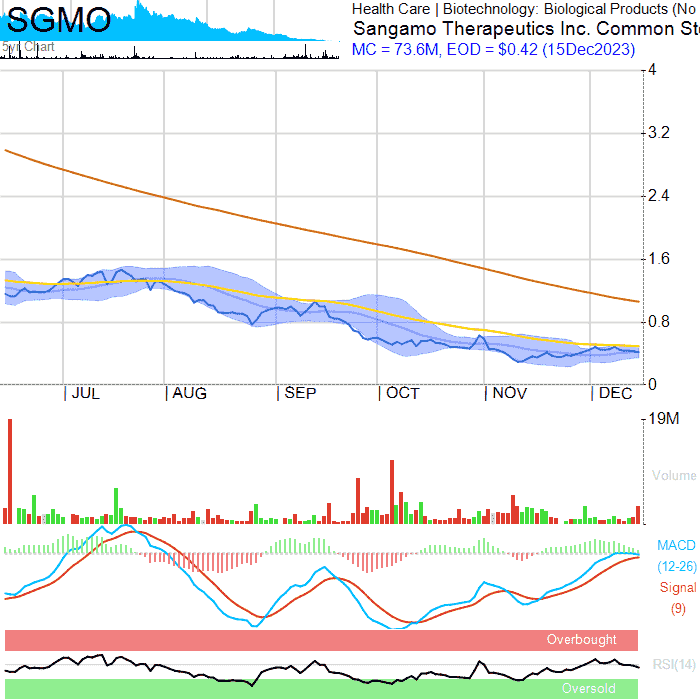 SGMO
Health Care | Biotechnology: Biological Products (No
Sangamo Therapeutics Inc. Common Sto
MC = 73.6M, EOD = $0.42 (15Dec2023)
5yr Chart
4
3.2
2.4
1.6
0.8
0
| JUL | AUG | SEP | OCT | NOV | DEC
19M
Volume
MACD
(12-26)
Signal
(9)
Overbought
RSI(14)
Oversold